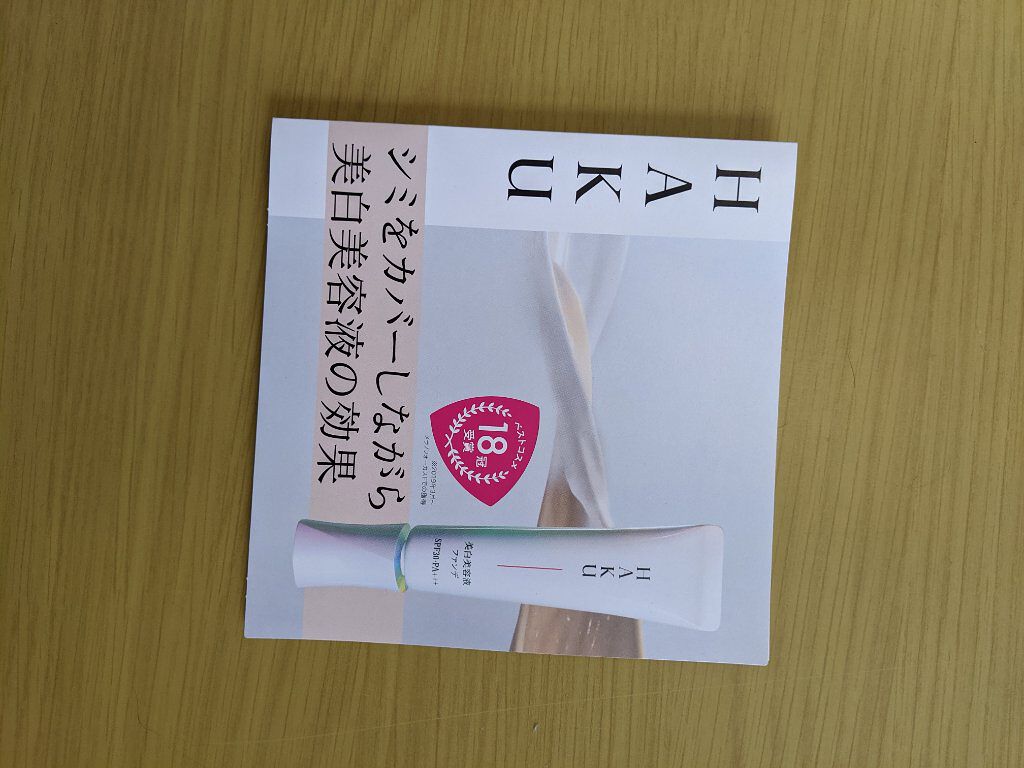 HAKU
シミをカバーしながら
美白美容液の効果
ベストコスメ
18冠
受賞
HAKU
美白美容液
ファンデ
SPF30・PA+++